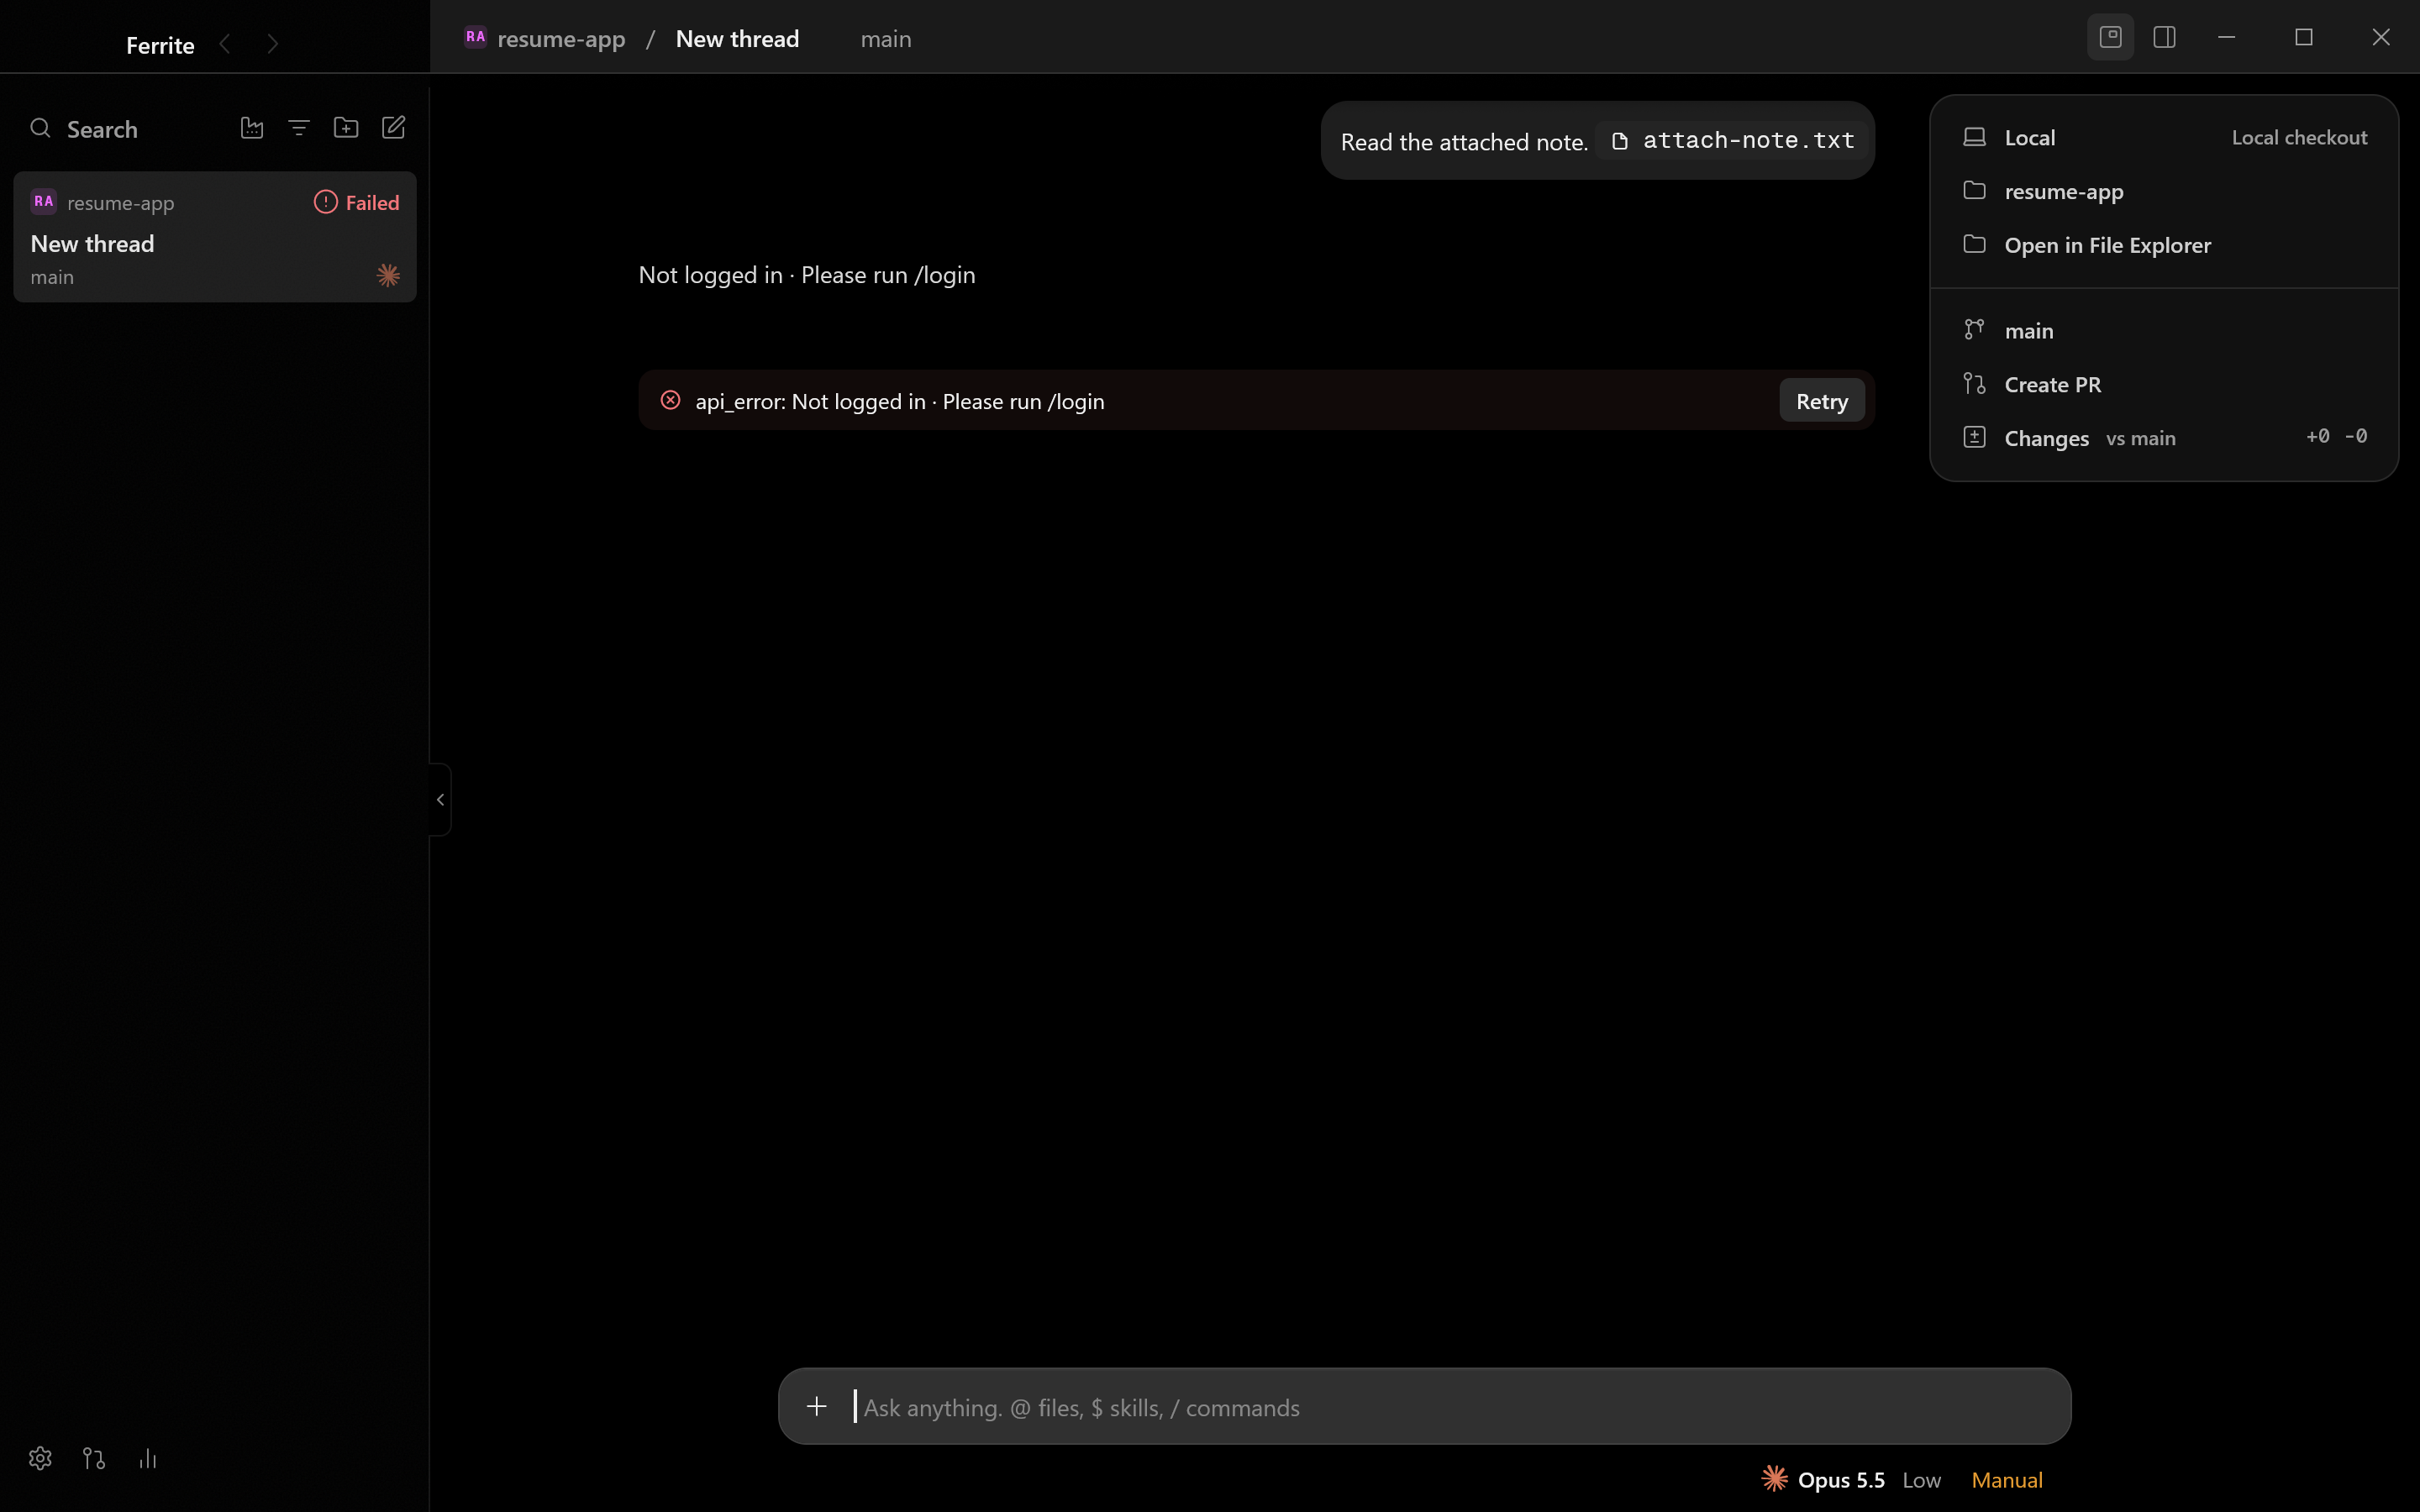 Ferrite
RA resume-app / New thread main
Search
RA resume-app Failed
New thread
main
Read the attached note. attach-note.txt
Not logged in · Please run /login
api_error: Not logged in · Please run /login Retry
Local Local checkout
resume-app
Open in File Explorer
main
Create PR
Changes vs main +0 -0
Ask anything. @ files, $ skills, / commands
Opus 5.5 Low Manual